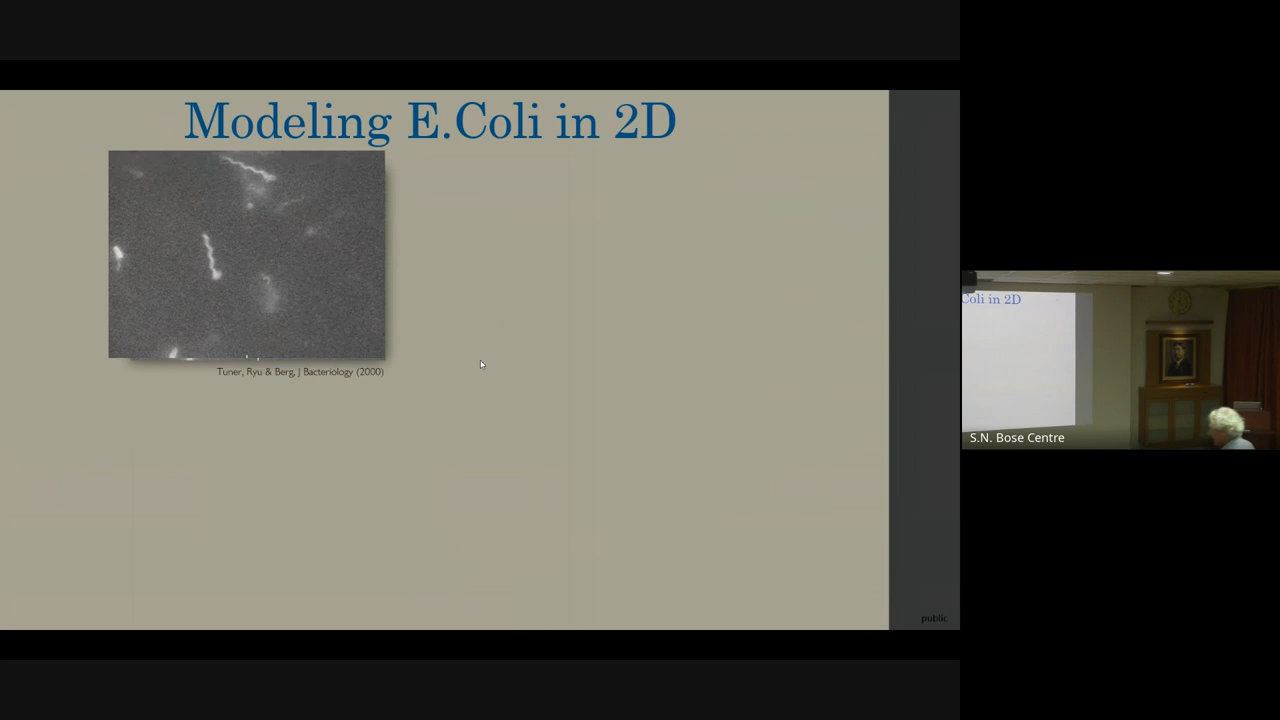 Modeling E.Coli in 2D
Tuner, Ryu & Berg, J Bacteriology (2000)
public
Coli in 2D
S.N. Bose Centre